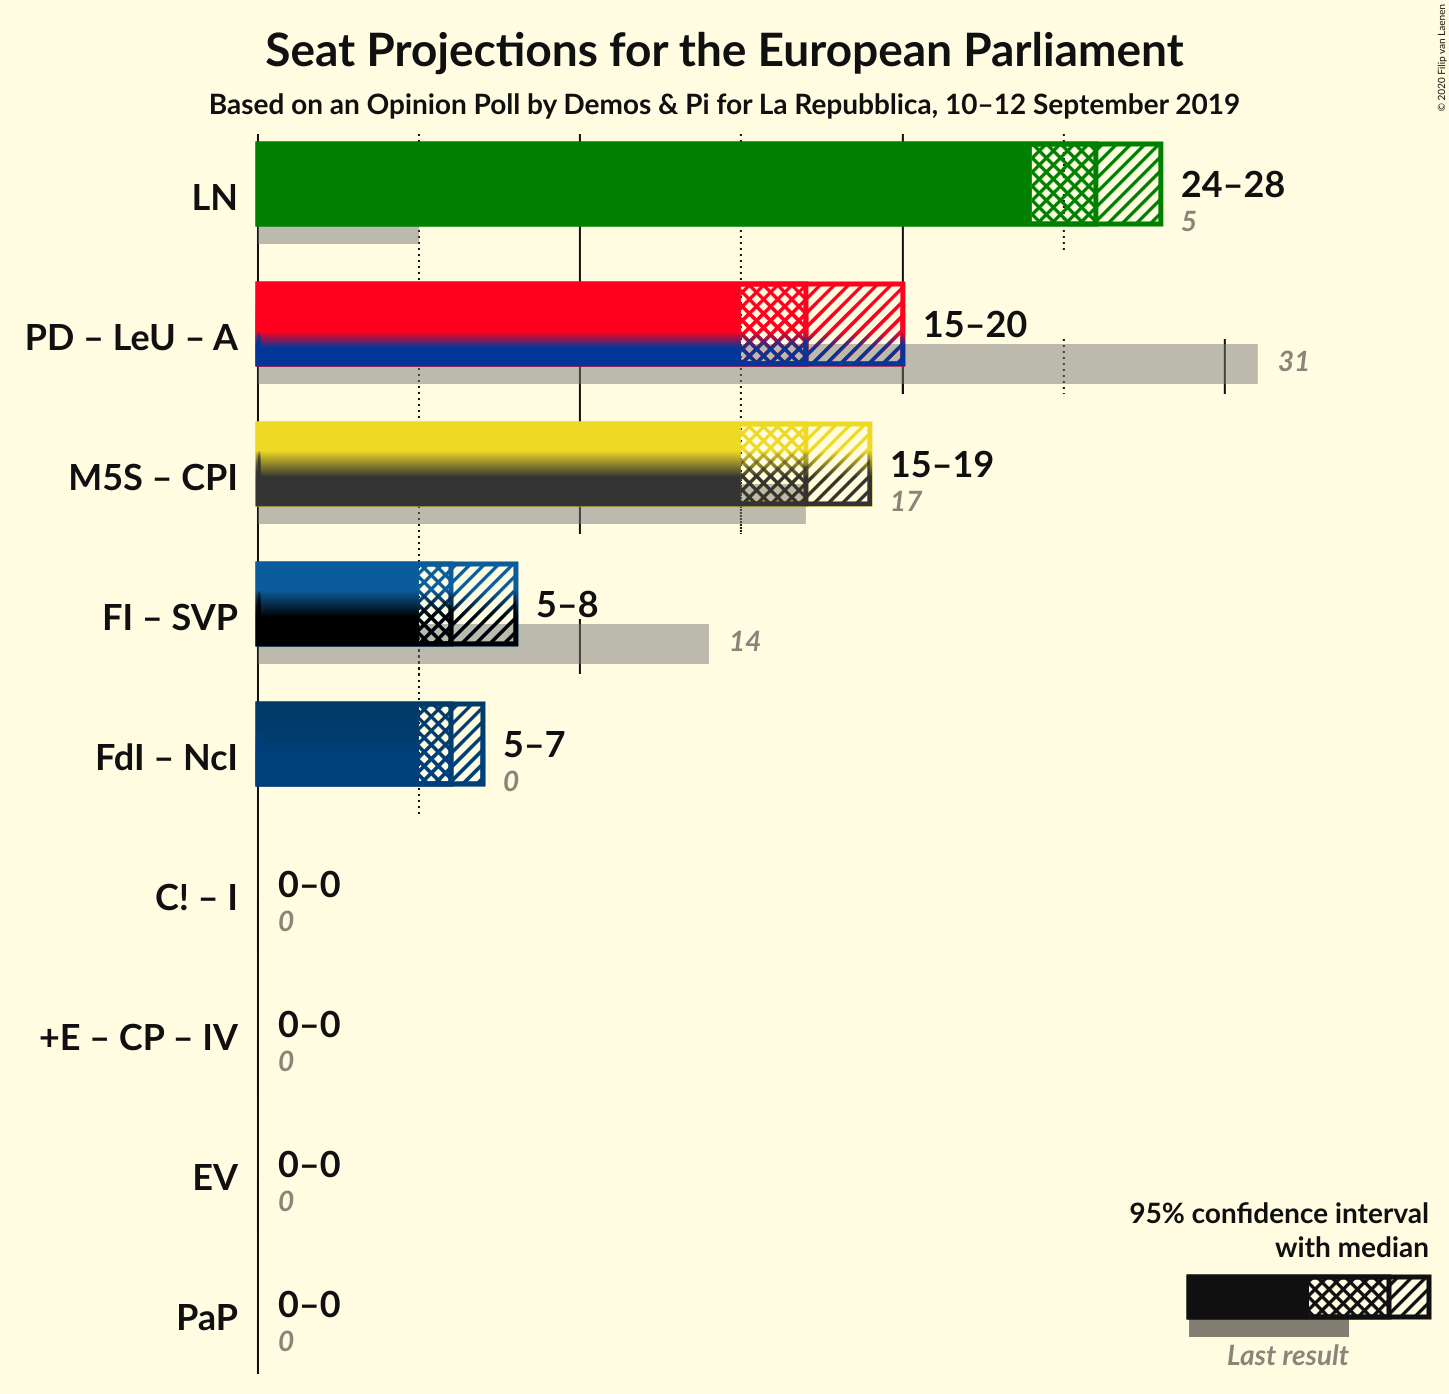 Seat Projections for the European Parliament
Based on an Opinion Poll by Demos & Pi for La Repubblica, 10–12 September 2019
© 2020 Filip van Laenen
LN
24–28
5
PD – LeU – A
15–20
31
M5S – CPI
15–19
17
FI – SVP
5–8
14
FdI – NcI
5–7
0
C! – I
0–0
0
+E – CP – IV
0–0
0
EV
0–0
0
PaP
0–0
0
95% confidence interval
with median
Last result